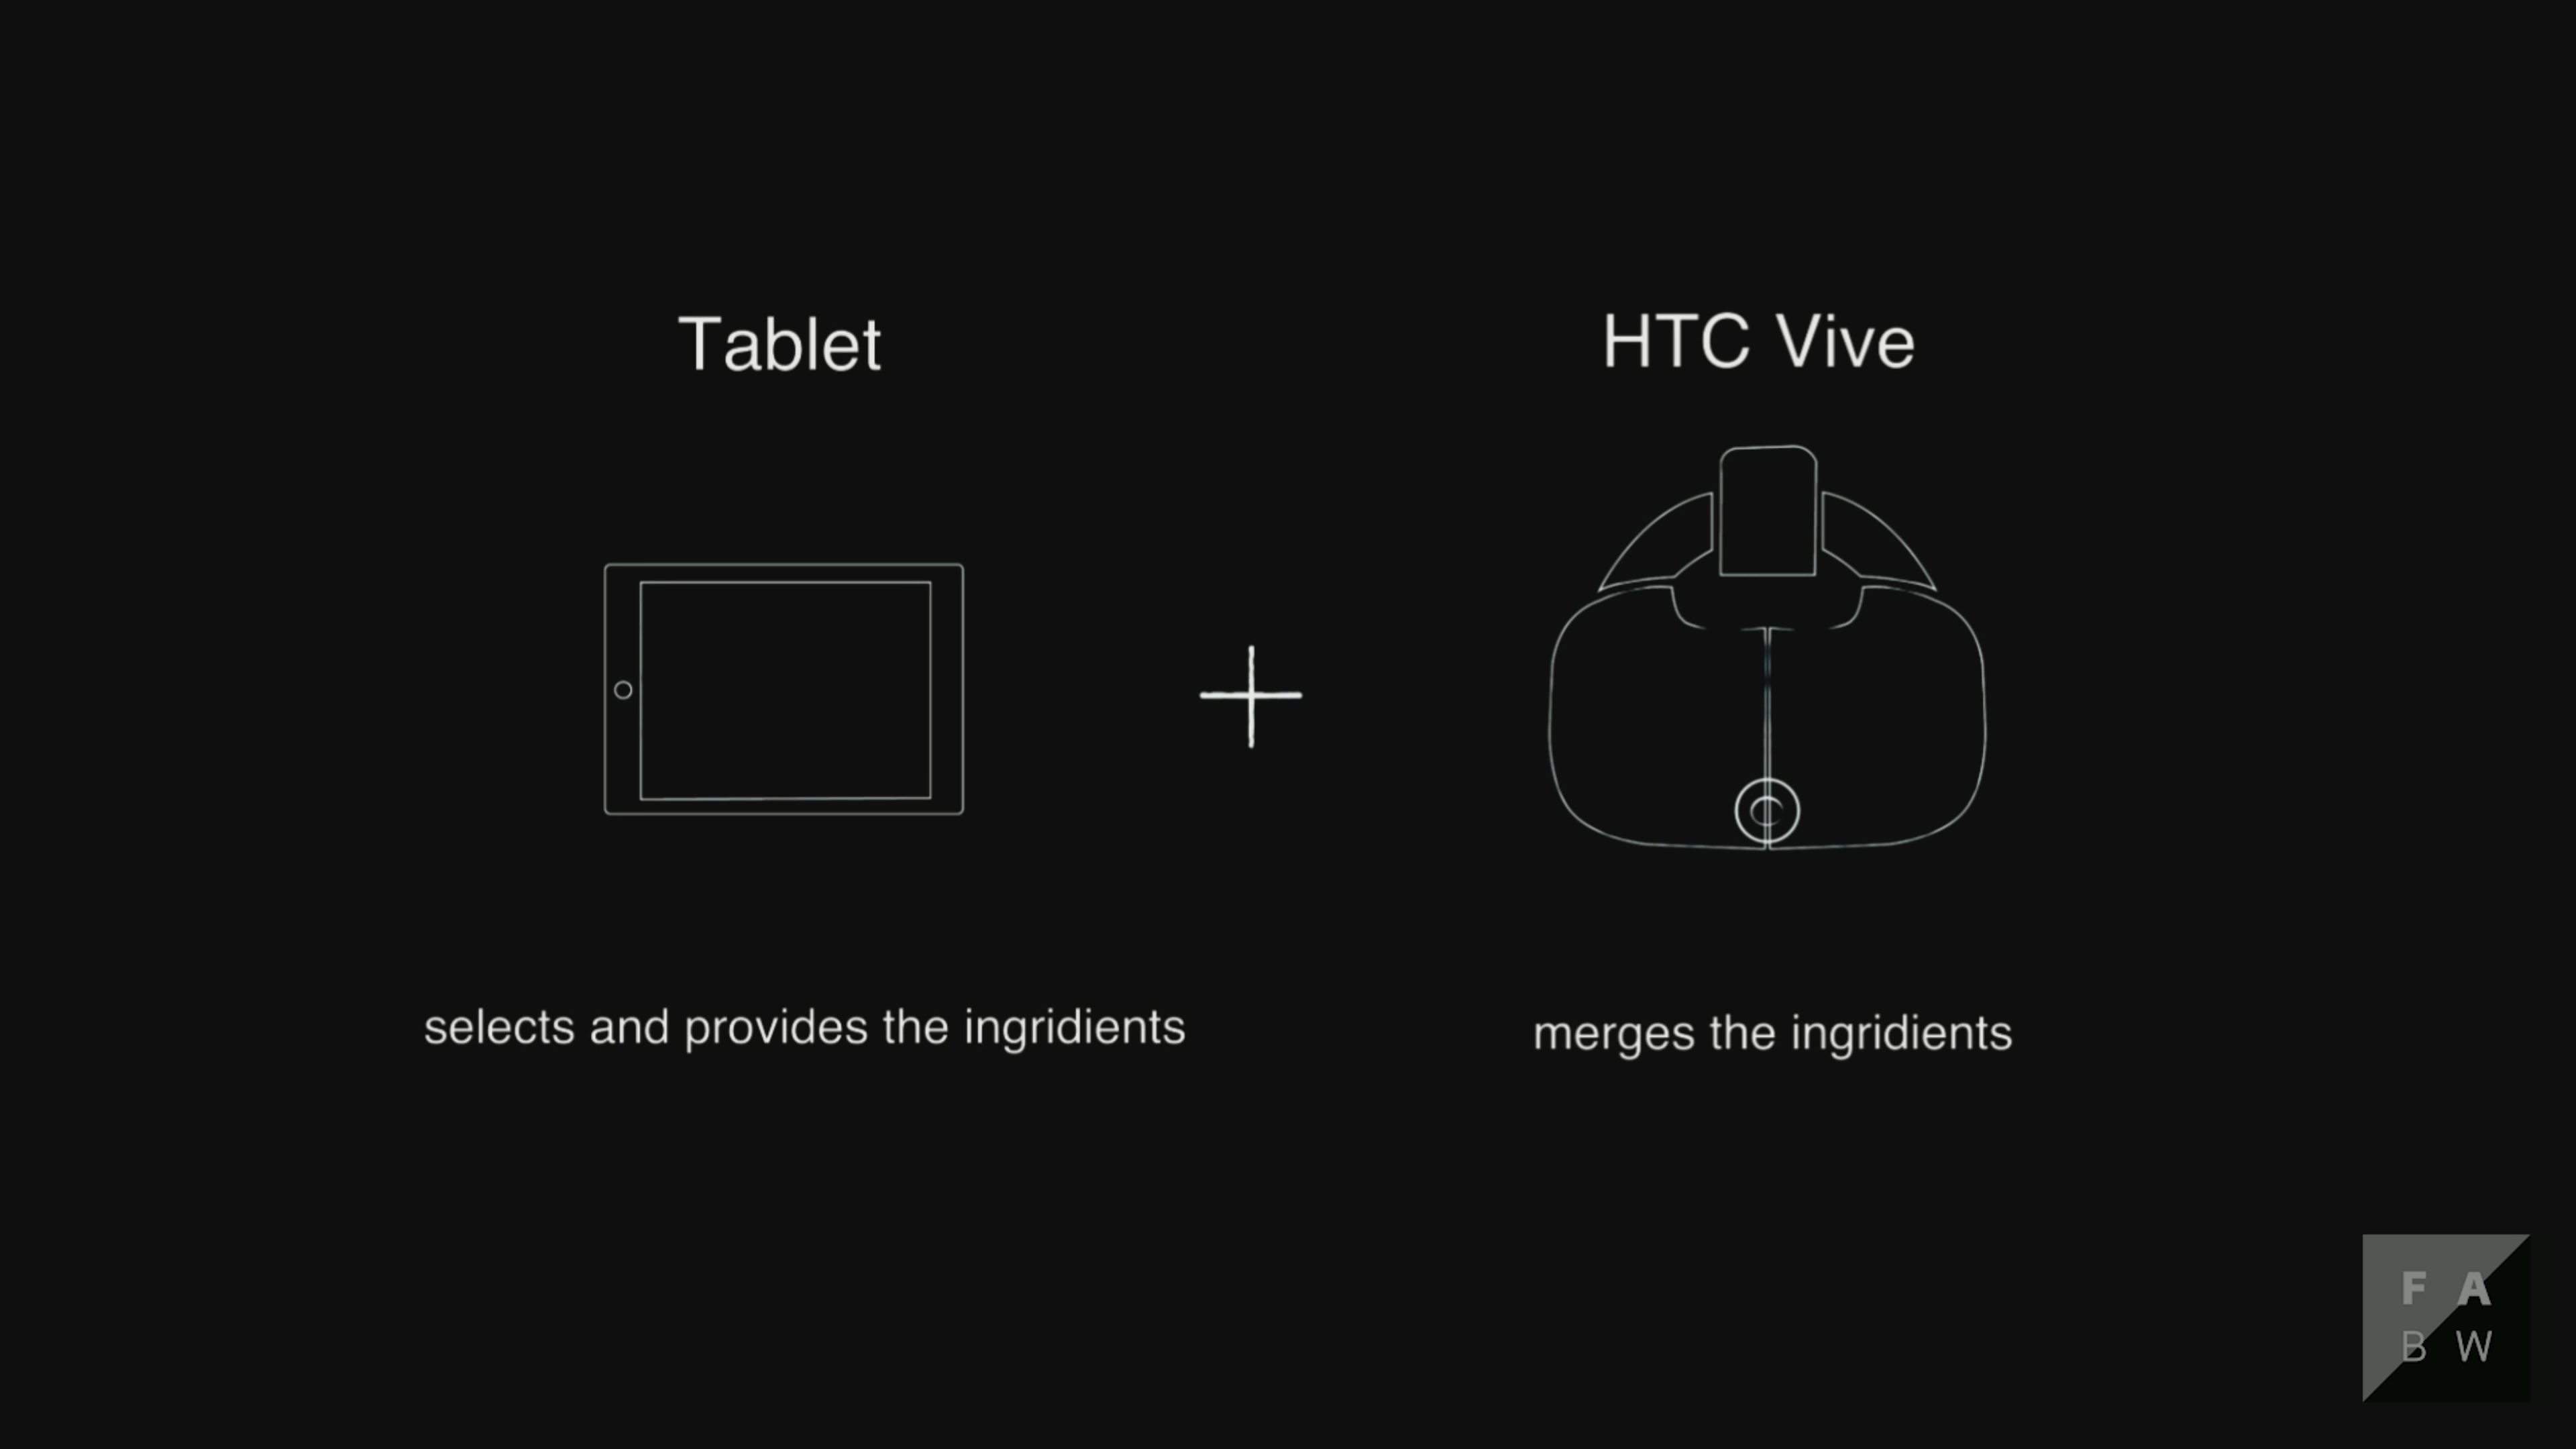 Tablet
HTC Vive
selects and provides the ingridients
merges the ingridients
F A
B W